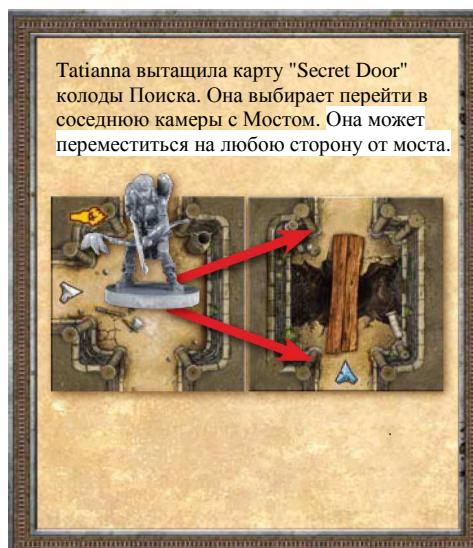 Tatianna вытащила карту "Secret Door"
колоды Поиска. Она выбирает перейти в
соседнюю камеры с Мостом. Она может
переместиться на любою сторону от моста.